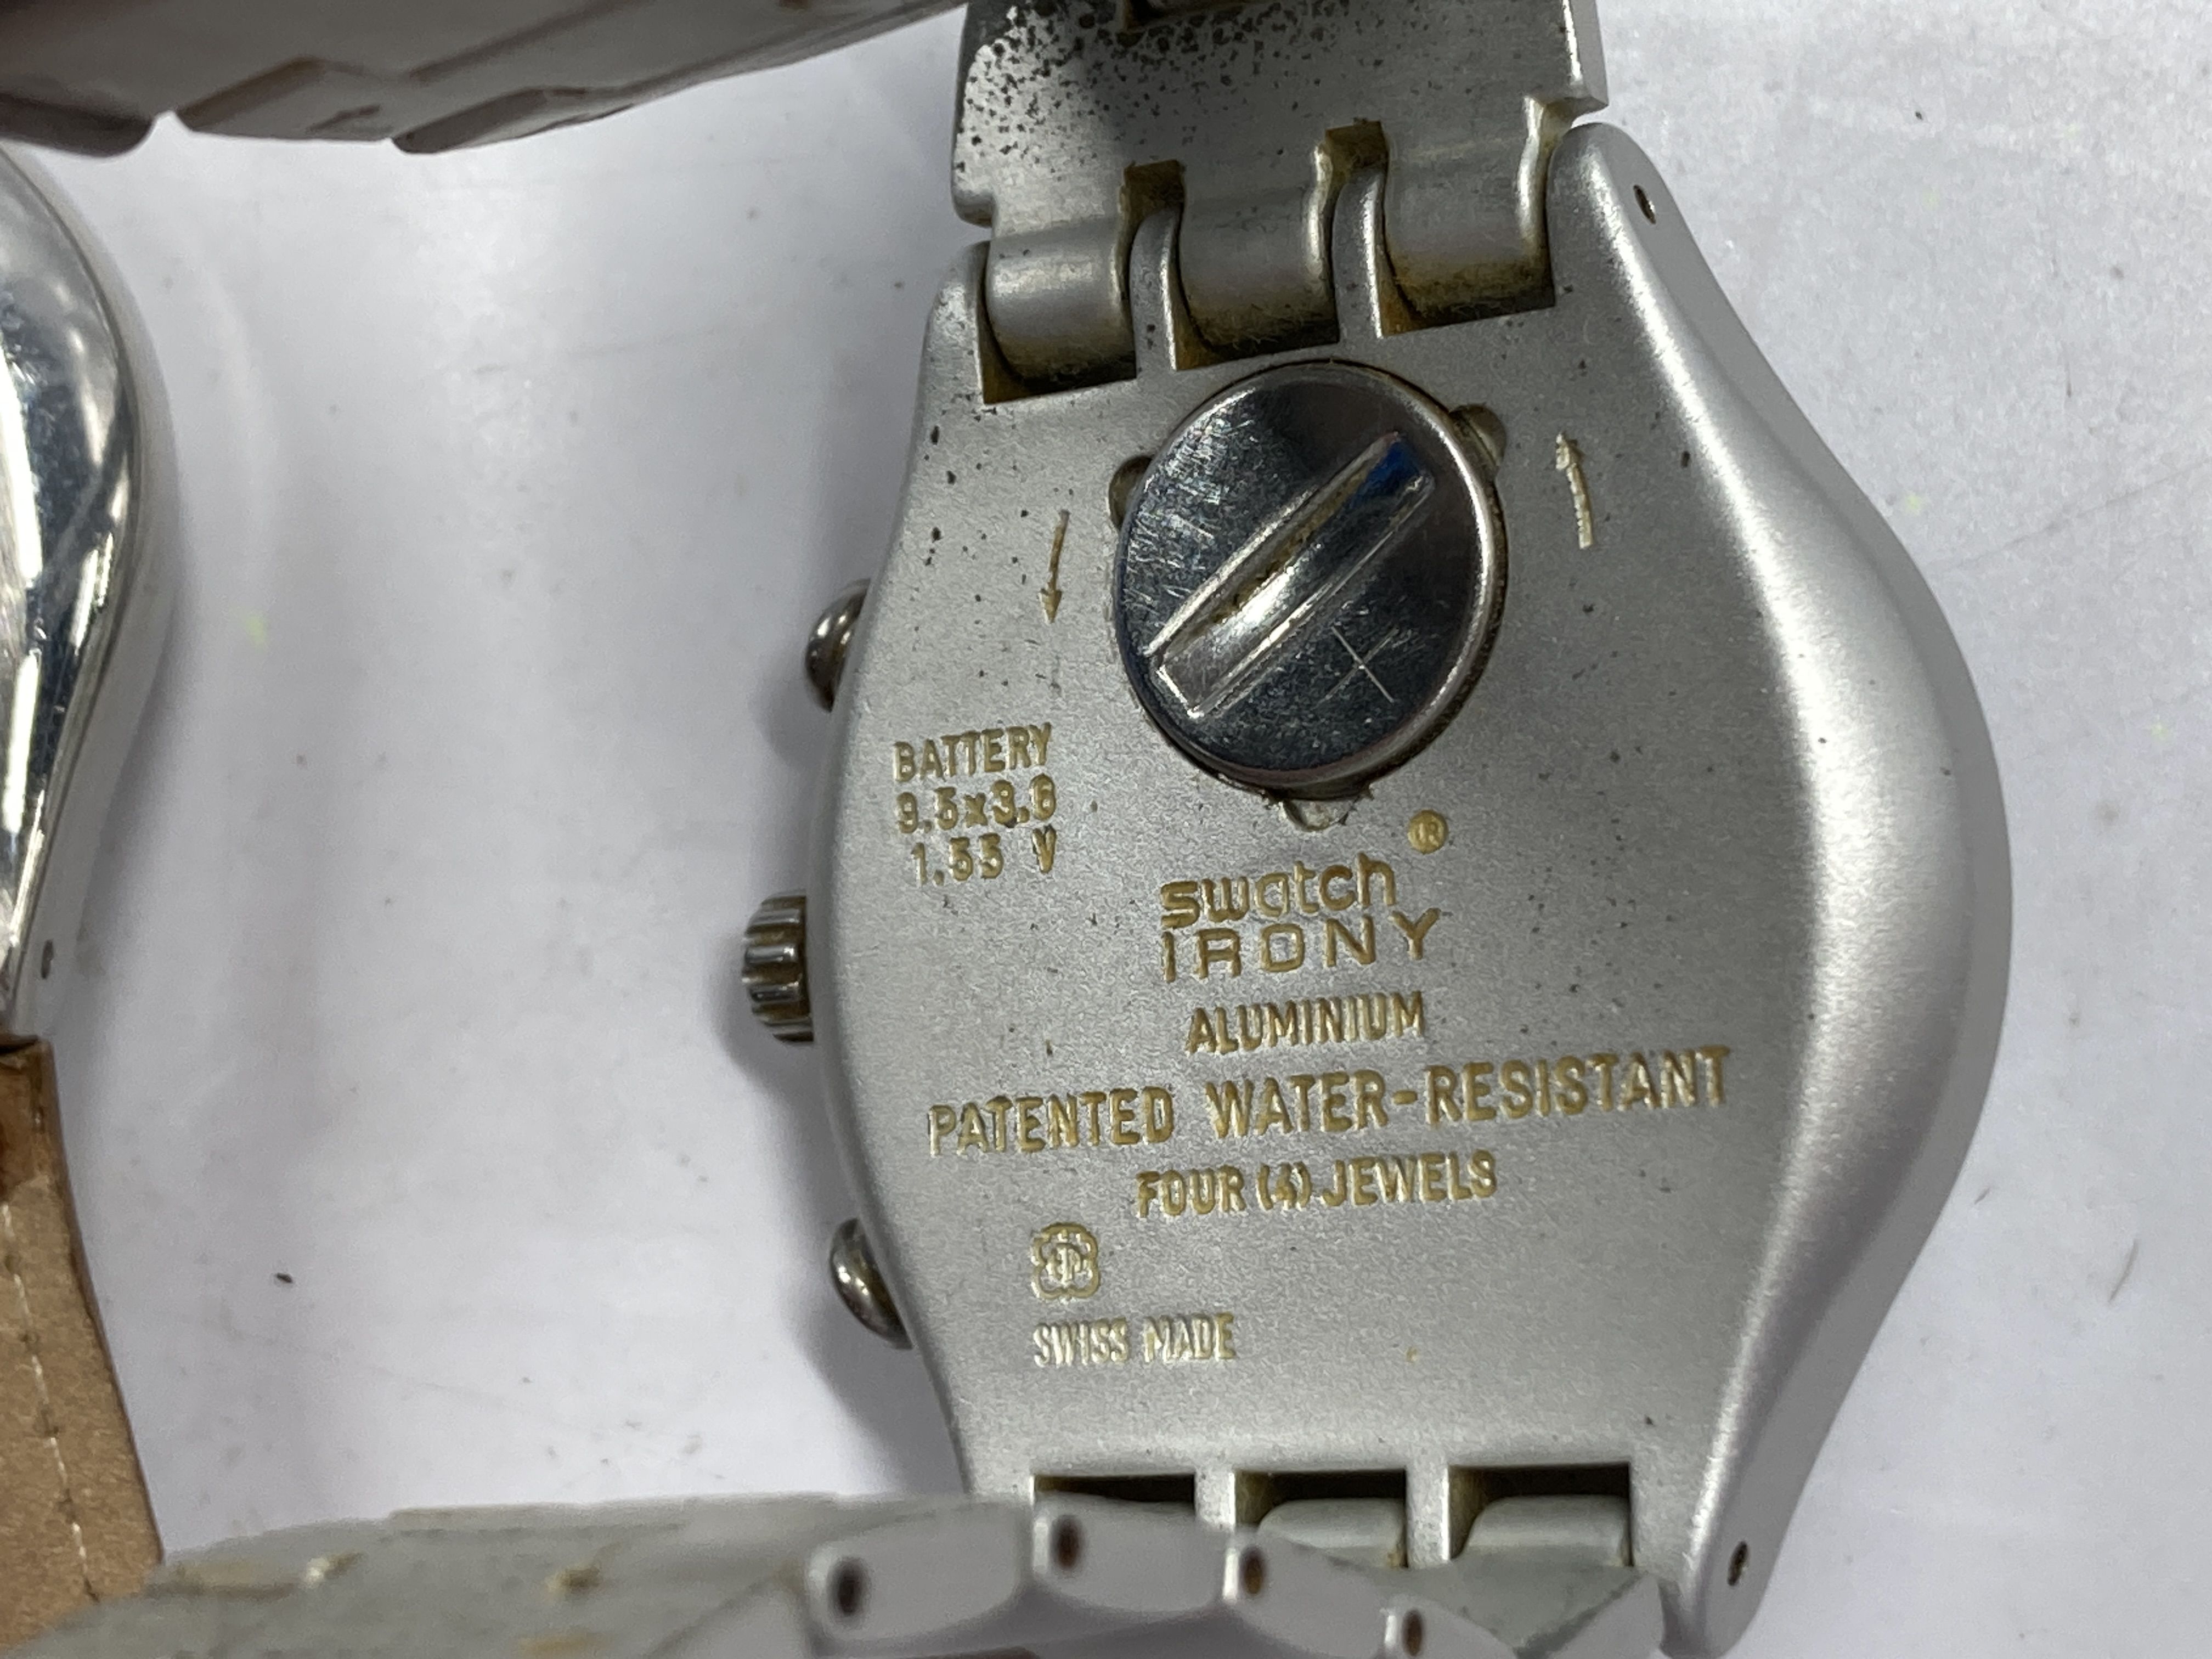 BATTERY
9.5x3.6
1.55 V
®
swatch
IRONY
ALUMINIUM
PATENTED WATER-RESISTANT
FOUR (4) JEWELS
SWISS MADE